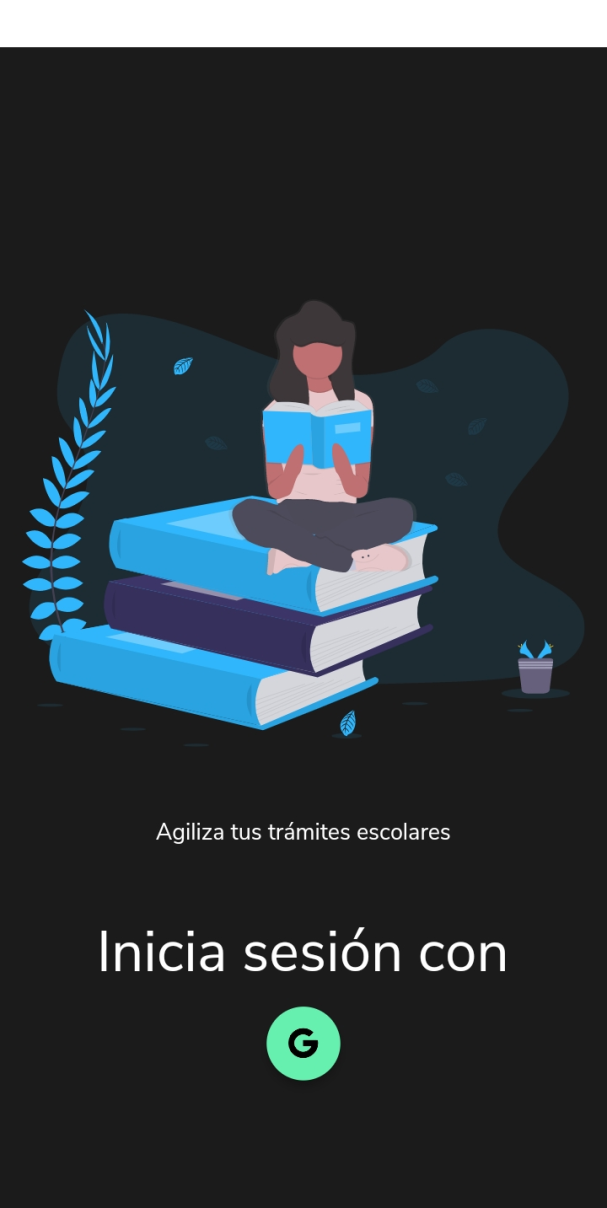 Agiliza tus trámites escolares
Inicia sesión con
G